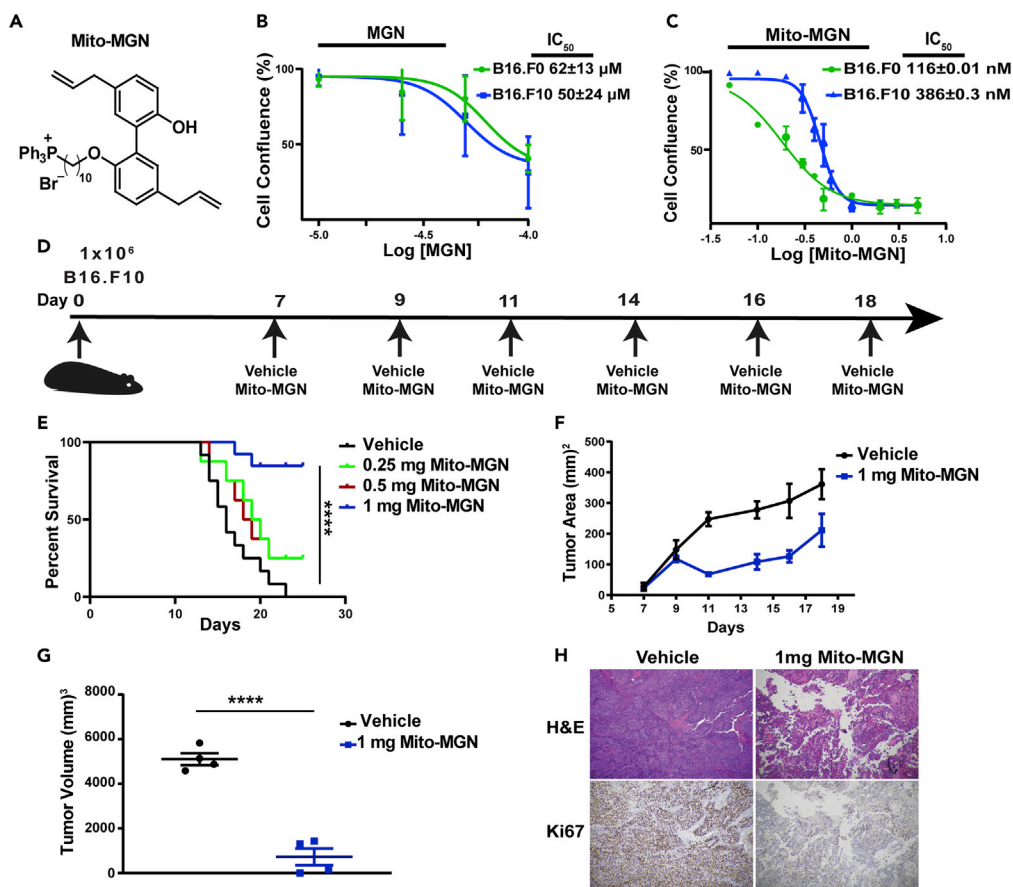 A
Mito-MGN
OH
Ph₃P
+
O
10
Br⁻
B
MGN
IC₅₀
B16.F0 62±13 µM
B16.F10 50±24 µM
Cell Confluence (%)
100
50
-5.0 -4.5 -4.0
Log [MGN]
C
Mito-MGN
IC₅₀
B16.F0 116±0.01 nM
B16.F10 386±0.3 nM
Cell Confluence (%)
100
50
-1.5 -1.0 -0.5 0.0 0.5 1.0
Log [Mito-MGN]
D
1x10⁶
B16.F10
Day 0 7 9 11 14 16 18
Vehicle Vehicle Vehicle Vehicle Vehicle Vehicle
Mito-MGN Mito-MGN Mito-MGN Mito-MGN Mito-MGN Mito-MGN
E
Percent Survival
100
50
0
0 10 20 30
Days
Vehicle
0.25 mg Mito-MGN
0.5 mg Mito-MGN
1 mg Mito-MGN
****
F
Tumor Area (mm)²
500
400
300
200
100
0
5 7 9 11 13 15 17 19
Days
Vehicle
1 mg Mito-MGN
G
Tumor Volume (mm)³
8000
6000
4000
2000
0
****
Vehicle
1 mg Mito-MGN
H
Vehicle 1mg Mito-MGN
H&E
Ki67